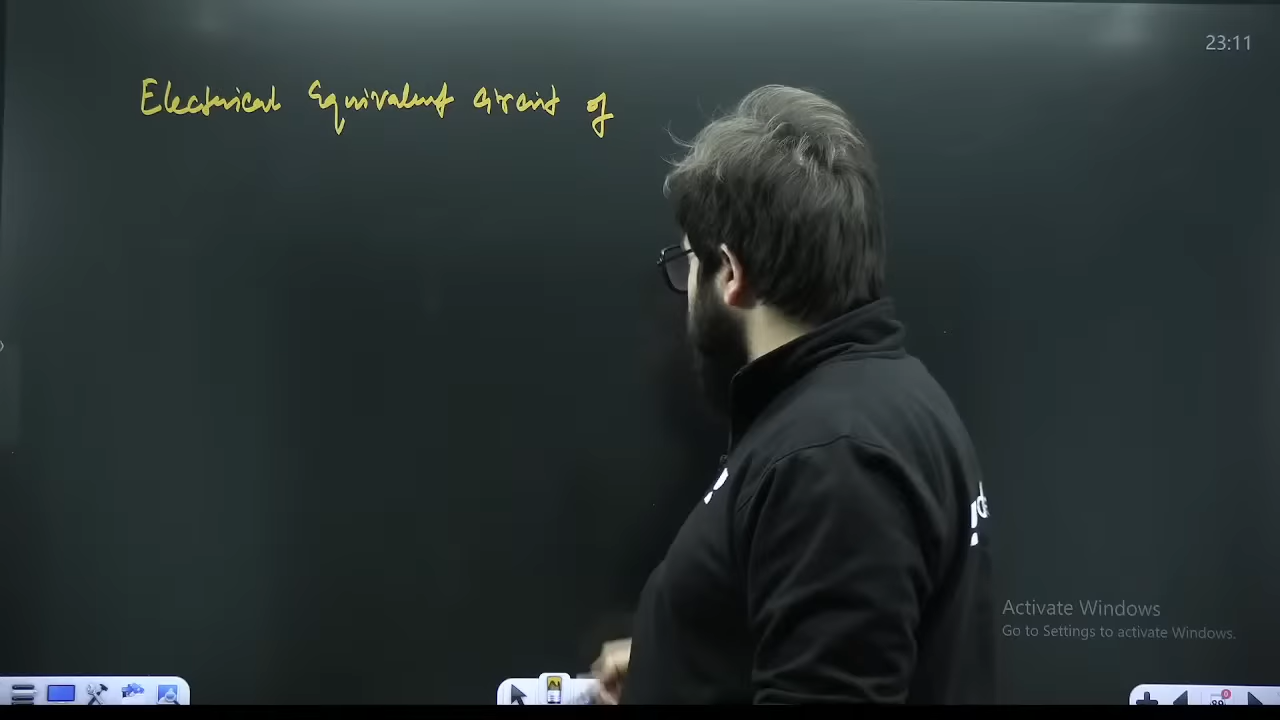 23:11
Electrical Equivalent Circuit of
Activate Windows
Go to Settings to activate Windows.